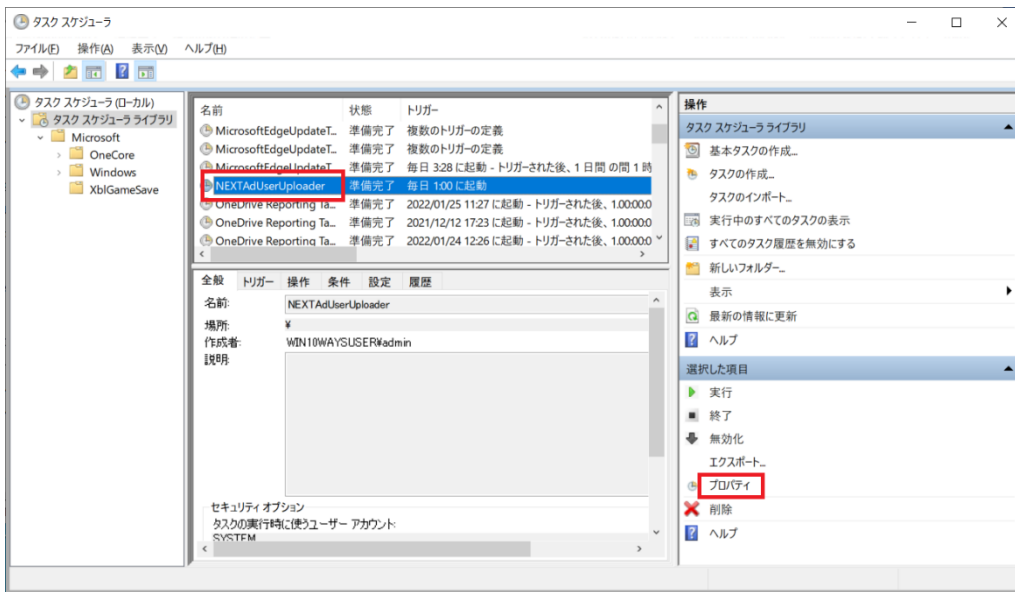 タスク スケジューラ
ファイル(F) 操作(A) 表示(V) ヘルプ(H)
タスク スケジューラ (ローカル)
タスク スケジューラ ライブラリ
Microsoft
OneCore
Windows
XblGameSave
名前 状態 トリガー
MicrosoftEdgeUpdateT... 準備完了 複数のトリガーの定義
MicrosoftEdgeUpdateT... 準備完了 複数のトリガーの定義
MicrosoftEdgeUpdateT... 準備完了 毎日 3:28 に起動 - トリガーされた後、1 日間 の間 1 時
NEXTAdUserUploader 準備完了 毎日 1:00 に起動
OneDrive Reporting Ta... 準備完了 2022/01/25 11:27 に起動 - トリガーされた後、1.00:00:0
OneDrive Reporting Ta... 準備完了 2021/12/12 17:23 に起動 - トリガーされた後、1.00:00:0
OneDrive Reporting Ta... 準備完了 2022/01/24 12:26 に起動 - トリガーされた後、1.00:00:0
全般 トリガー 操作 条件 設定 履歴
名前: NEXTAdUserUploader
場所: ¥
作成者: WIN10WAYSUSER¥admin
説明:
セキュリティ オプション
タスクの実行時に使うユーザー アカウント:
SYSTEM
操作
タスク スケジューラ ライブラリ
基本タスクの作成...
タスクの作成...
タスクのインポート...
実行中のすべてのタスクの表示
すべてのタスク履歴を無効にする
新しいフォルダー...
表示
最新の情報に更新
ヘルプ
選択した項目
実行
終了
無効化
エクスポート...
プロパティ
削除
ヘルプ